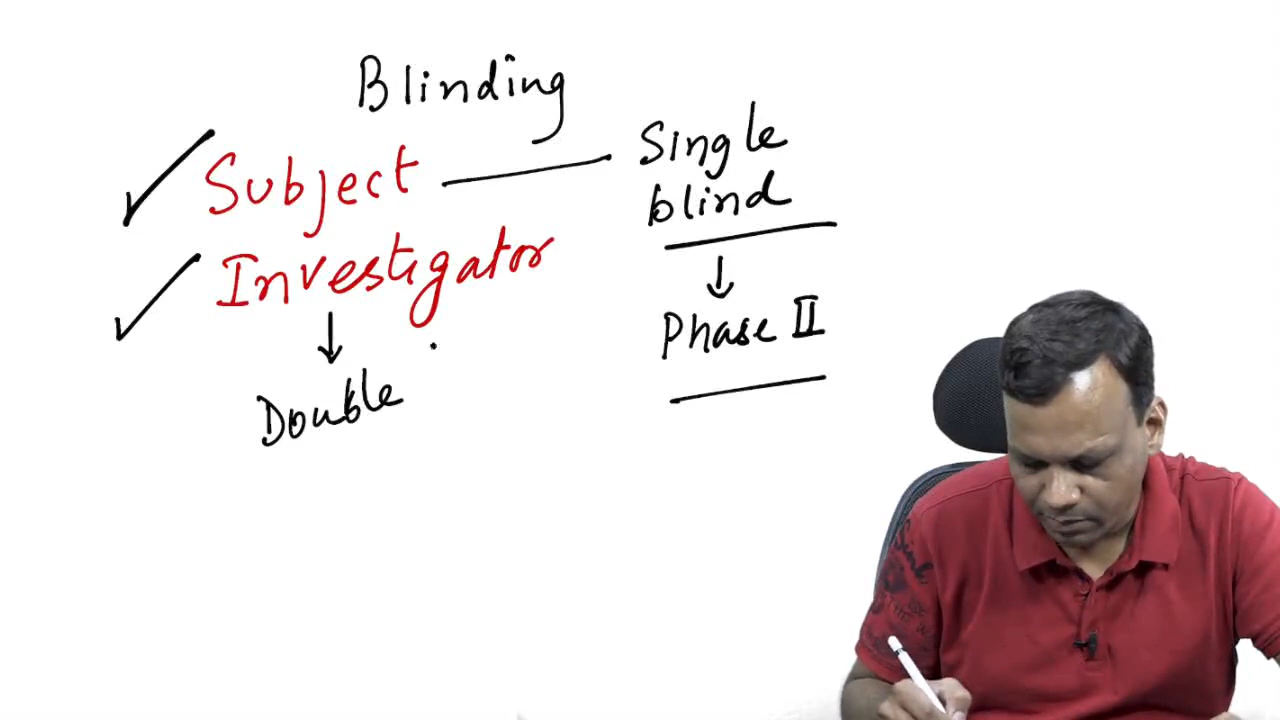 Blinding
Subject
Single
blind
Investigator
Phase II
Double